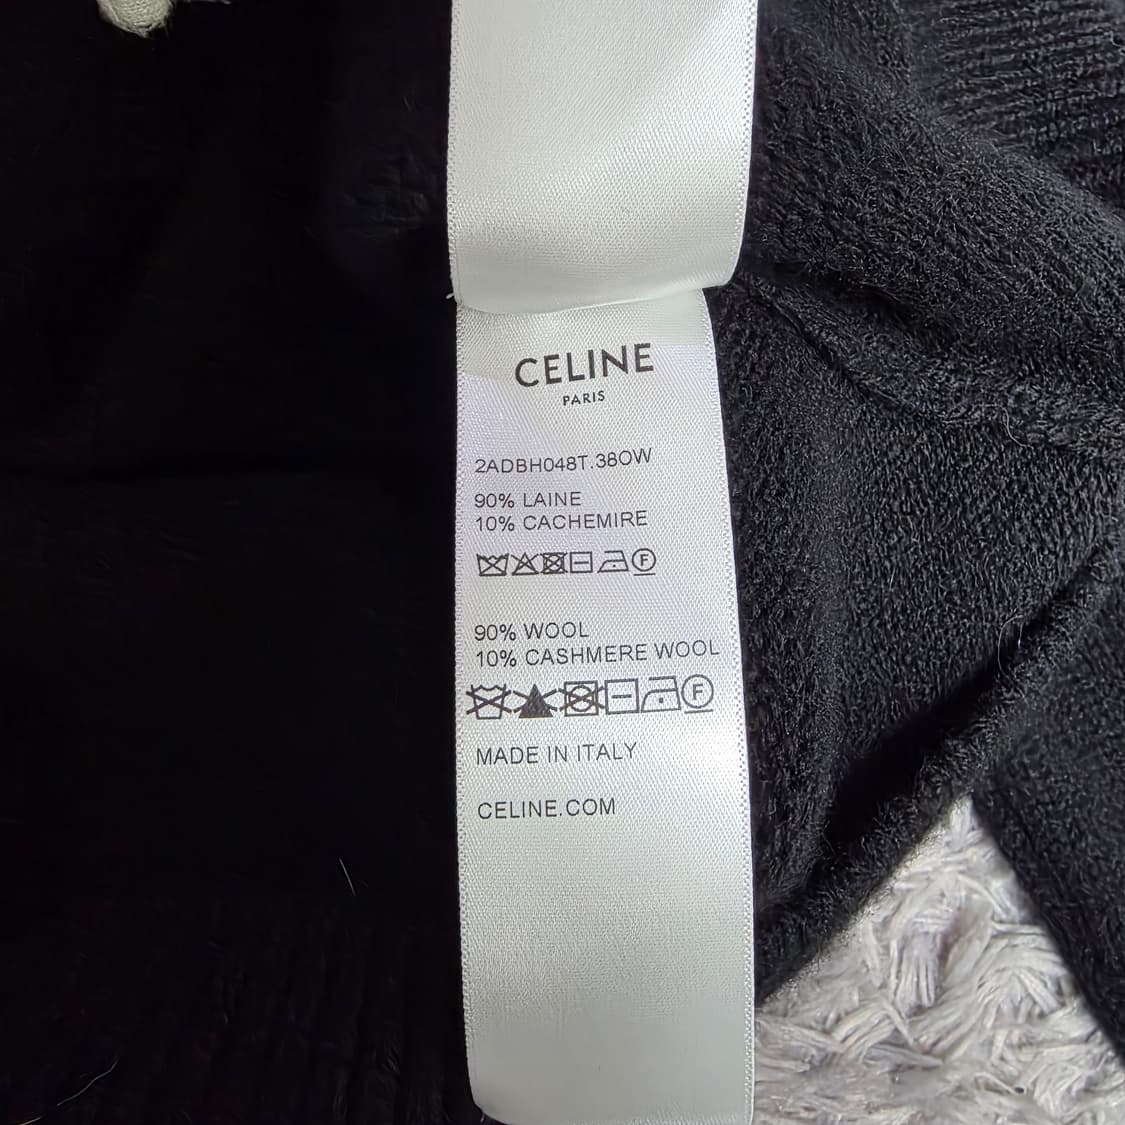 CELINE
PARIS
2ADBH048T.38OW
90% LAINE
10% CACHEMIRE
F
90% WOOL
10% CASHMERE WOOL
F
MADE IN ITALY
CELINE.COM